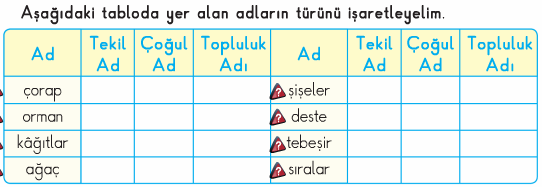 Aşağıdaki tabloda yer alan adların türünü işaretleyelim.
Ad Tekil Ad Çoğul Ad Topluluk Adı Ad Tekil Ad Çoğul Ad Topluluk Adı
çorap şişeler
orman deste
kâğıtlar tebeşir
ağaç sıralar